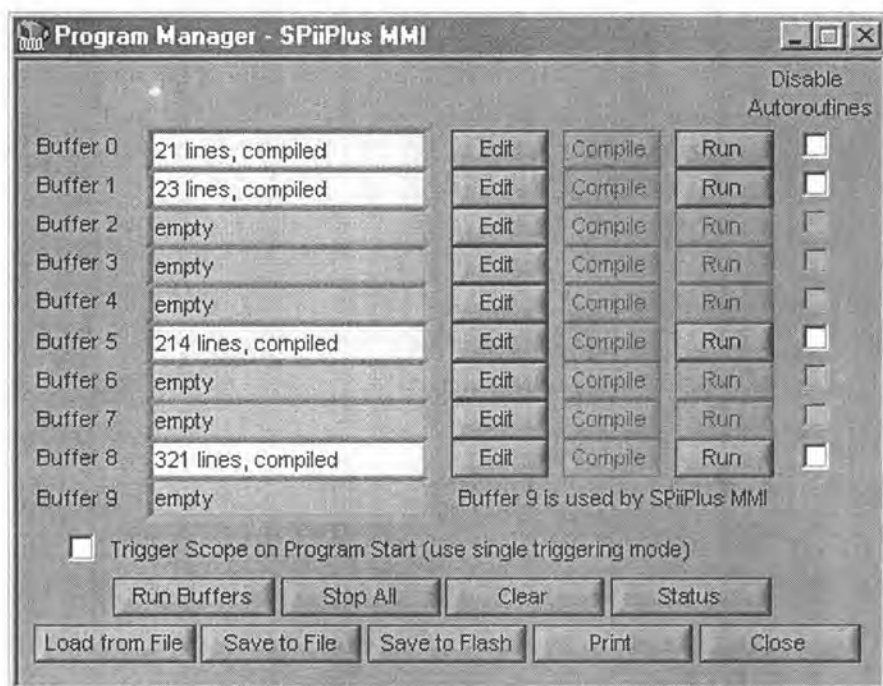 Program Manager - SPiiPlus MMI
Disable
Autoroutines
Buffer 0 21 lines, compiled Edit Compile Run
Buffer 1 23 lines, compiled Edit Compile Run
Buffer 2 empty Edit Compile Run
Buffer 3 empty Edit Compile Run
Buffer 4 empty Edit Compile Run
Buffer 5 214 lines, compiled Edit Compile Run
Buffer 6 empty Edit Compile Run
Buffer 7 empty Edit Compile Run
Buffer 8 321 lines, compiled Edit Compile Run
Buffer 9 empty Buffer 9 is used by SPiiPlus MMI
Trigger Scope on Program Start (use single triggering mode)
Run Buffers Stop All Clear Status
Load from File Save to File Save to Flash Print Close